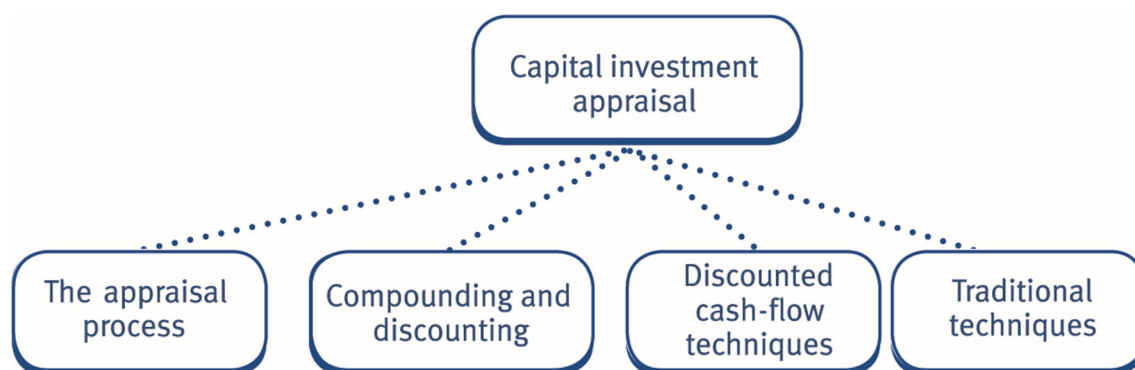 Capital investment
appraisal
The appraisal
process
Compounding and
discounting
Discounted
cash-flow
techniques
Traditional
techniques